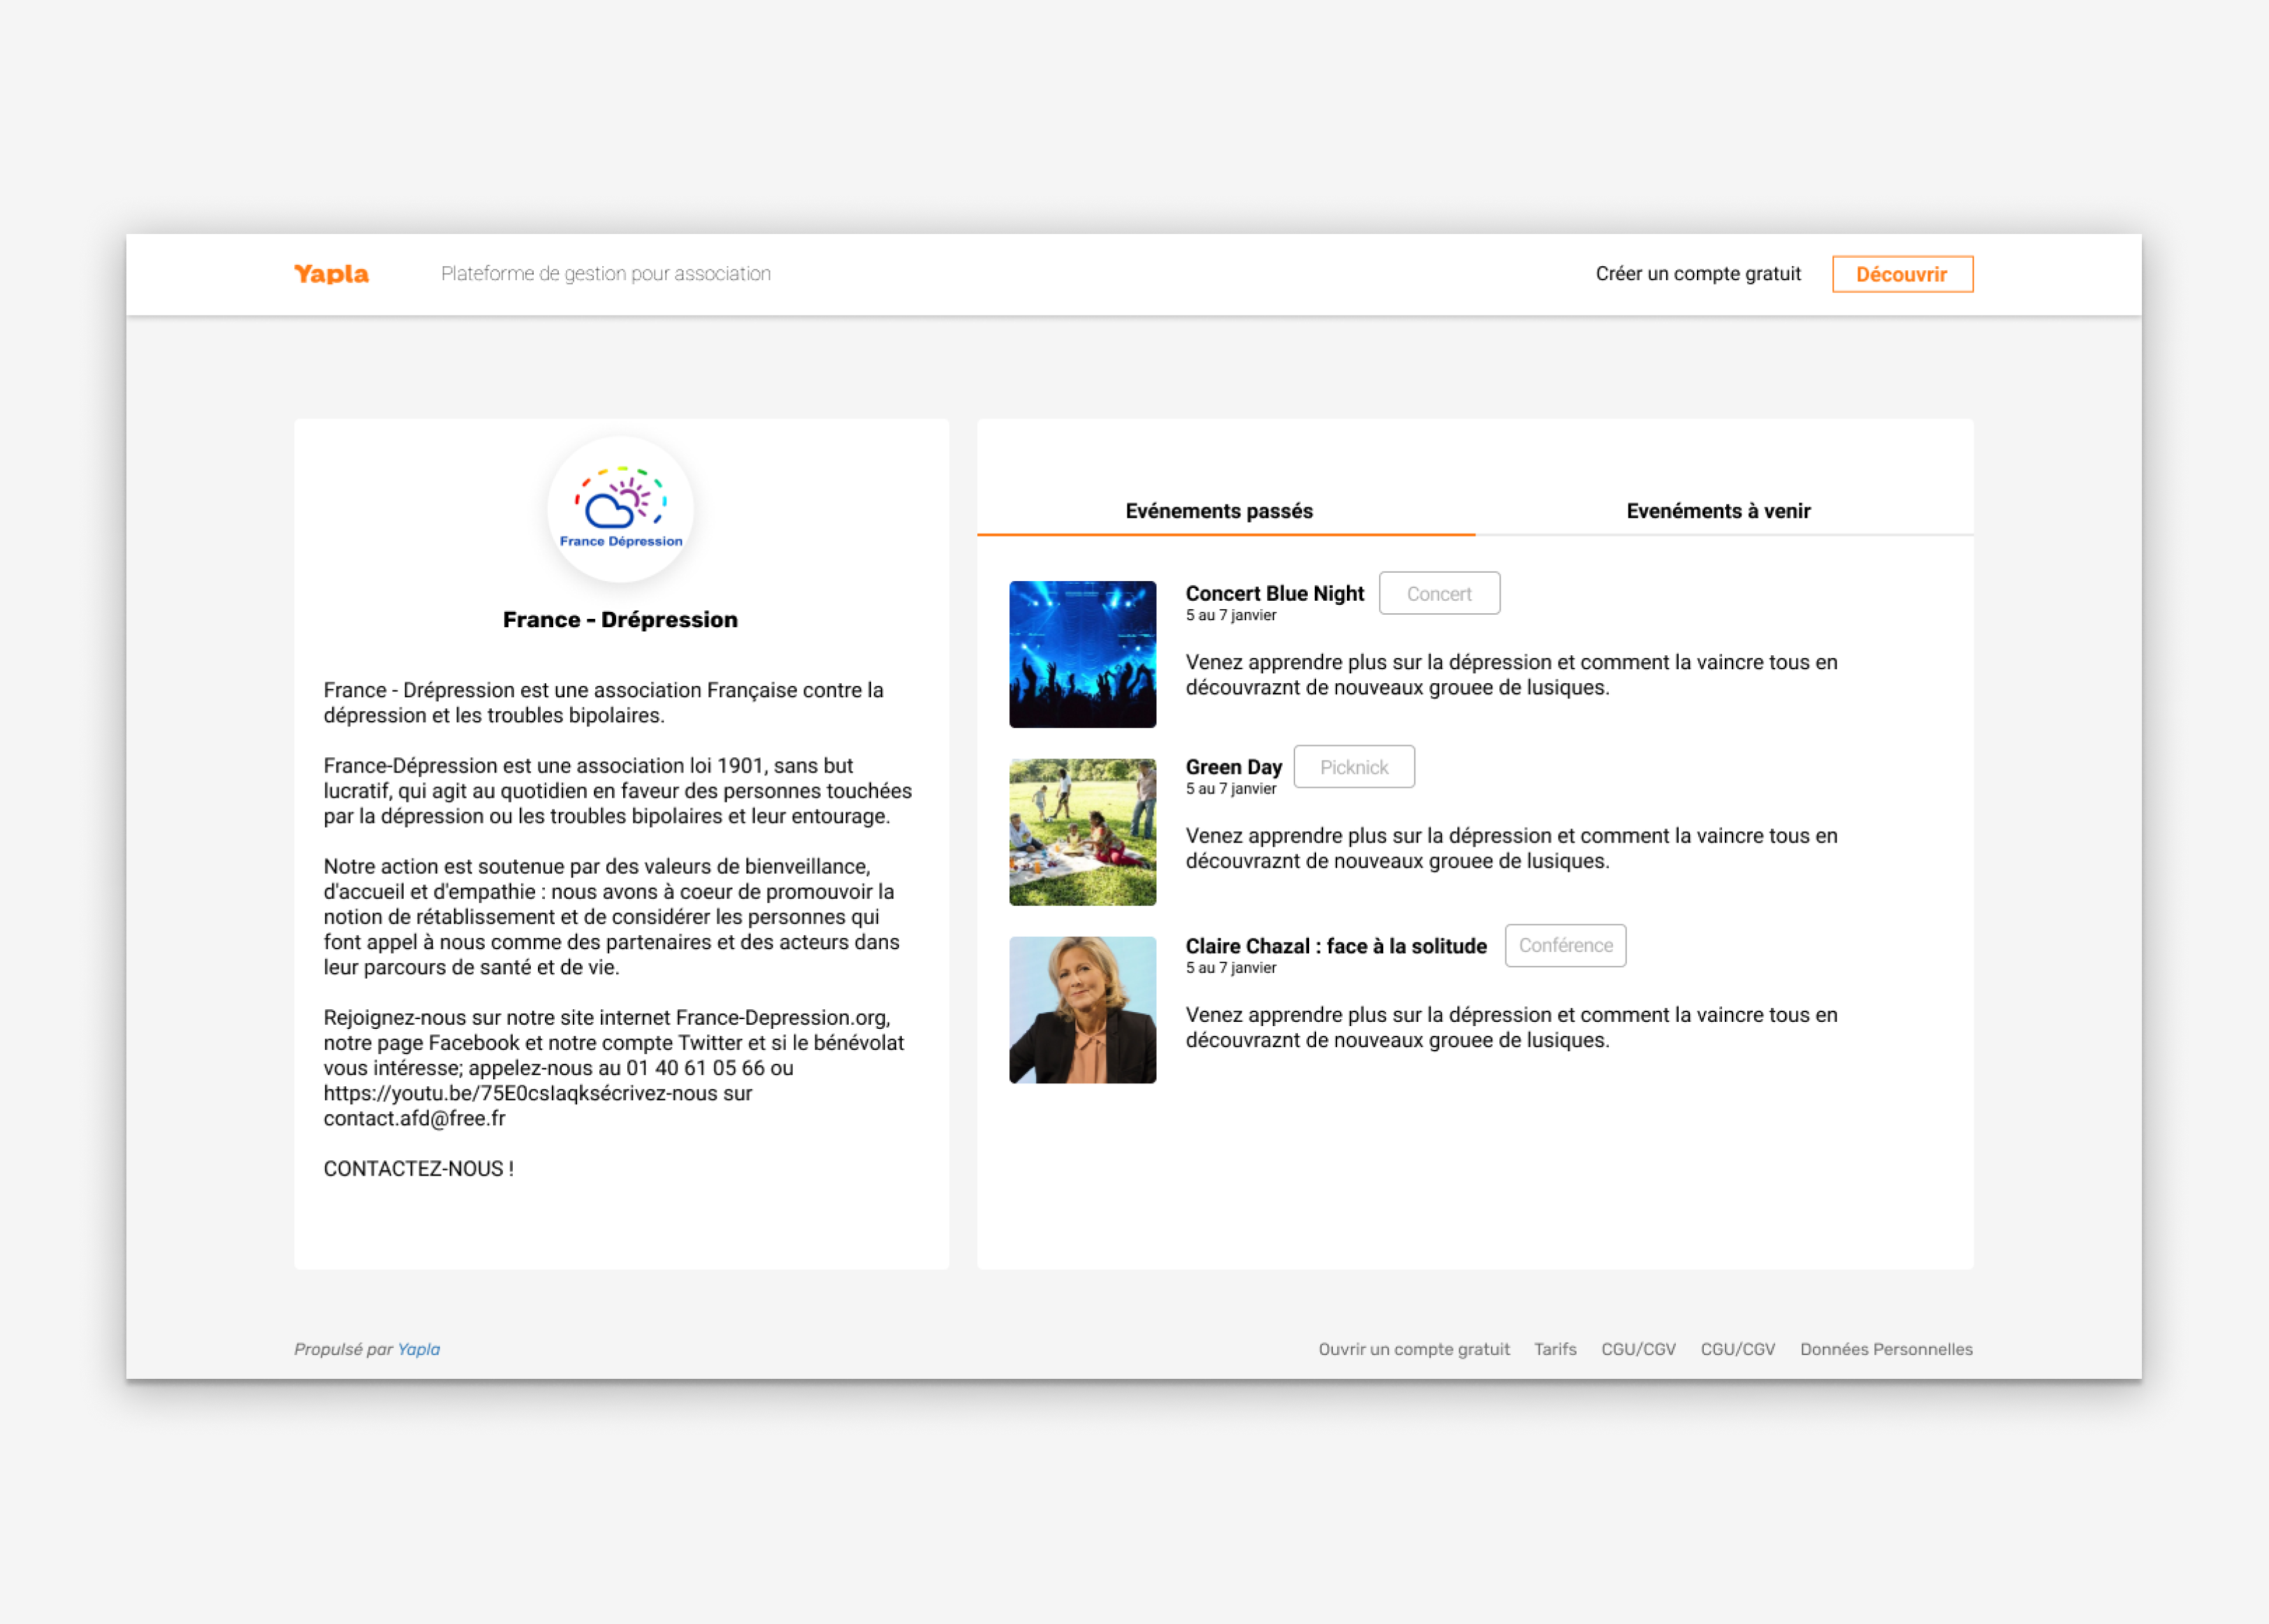 Yapla
Plateforme de gestion pour association
Créer un compte gratuit
Découvrir
France Dépression
France - Drépression
France - Drépression est une association Française contre la
dépression et les troubles bipolaires.
France-Dépression est une association loi 1901, sans but
lucratif, qui agit au quotidien en faveur des personnes touchées
par la dépression ou les troubles bipolaires et leur entourage.
Notre action est soutenue par des valeurs de bienveillance,
d'accueil et d'empathie : nous avons à coeur de promouvoir la
notion de rétablissement et de considérer les personnes qui
font appel à nous comme des partenaires et des acteurs dans
leur parcours de santé et de vie.
Rejoignez-nous sur notre site internet France-Depression.org,
notre page Facebook et notre compte Twitter et si le bénévolat
vous intéresse; appelez-nous au 01 40 61 05 66 ou
https://youtu.be/75E0cslaqksécrivez-nous sur
contact.afd@free.fr
CONTACTEZ-NOUS !
Evénements passés
Evenéments à venir
Concert Blue Night
Concert
5 au 7 janvier
Venez apprendre plus sur la dépression et comment la vaincre tous en
découvraznt de nouveaux grouee de lusiques.
Green Day
Picknick
5 au 7 janvier
Venez apprendre plus sur la dépression et comment la vaincre tous en
découvraznt de nouveaux grouee de lusiques.
Claire Chazal : face à la solitude
Conférence
5 au 7 janvier
Venez apprendre plus sur la dépression et comment la vaincre tous en
découvraznt de nouveaux grouee de lusiques.
Propulsé par Yapla
Ouvrir un compte gratuit
Tarifs
CGU/CGV
CGU/CGV
Données Personnelles